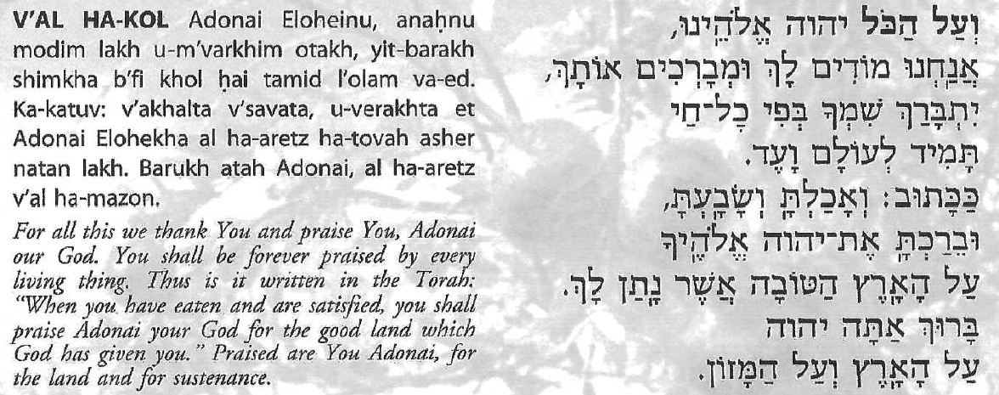 V'AL HA-KOL Adonai Eloheinu, anaḥnu
modim lakh u-m'varkhim otakh, yit-barakh
shimkha b'fi khol ḥai tamid l'olam va-ed.
Ka-katuv: v'akhalta v'savata, u-verakhta et
Adonai Elohekha al ha-aretz ha-tovah asher
natan lakh. Barukh atah Adonai, al ha-aretz
v'al ha-mazon.
For all this we thank You and praise You, Adonai
our God. You shall be forever praised by every
living thing. Thus is it written in the Torah:
“When you have eaten and are satisfied, you shall
praise Adonai your God for the good land which
God has given you.” Praised are You Adonai, for
the land and for sustenance.
וְעַל הַכֹּל יהוה אֱלֹהֵינוּ,
אֲנַחְנוּ מוֹדִים לָךְ וּמְבָרְכִים אוֹתָךְ,
יִתְבָּרַךְ שִׁמְךָ בְּפִי כָל־חַי
תָּמִיד לְעוֹלָם וָעֶד.
כַּכָּתוּב: וְאָכַלְתָּ וְשָׂבָעְתָּ,
וּבֵרַכְתָּ אֶת־יהוה אֱלֹהֶיךָ
עַל הָאָרֶץ הַטּוֹבָה אֲשֶׁר נָתַן לָךְ.
בָּרוּךְ אַתָּה יהוה
עַל הָאָרֶץ וְעַל הַמָּזוֹן.